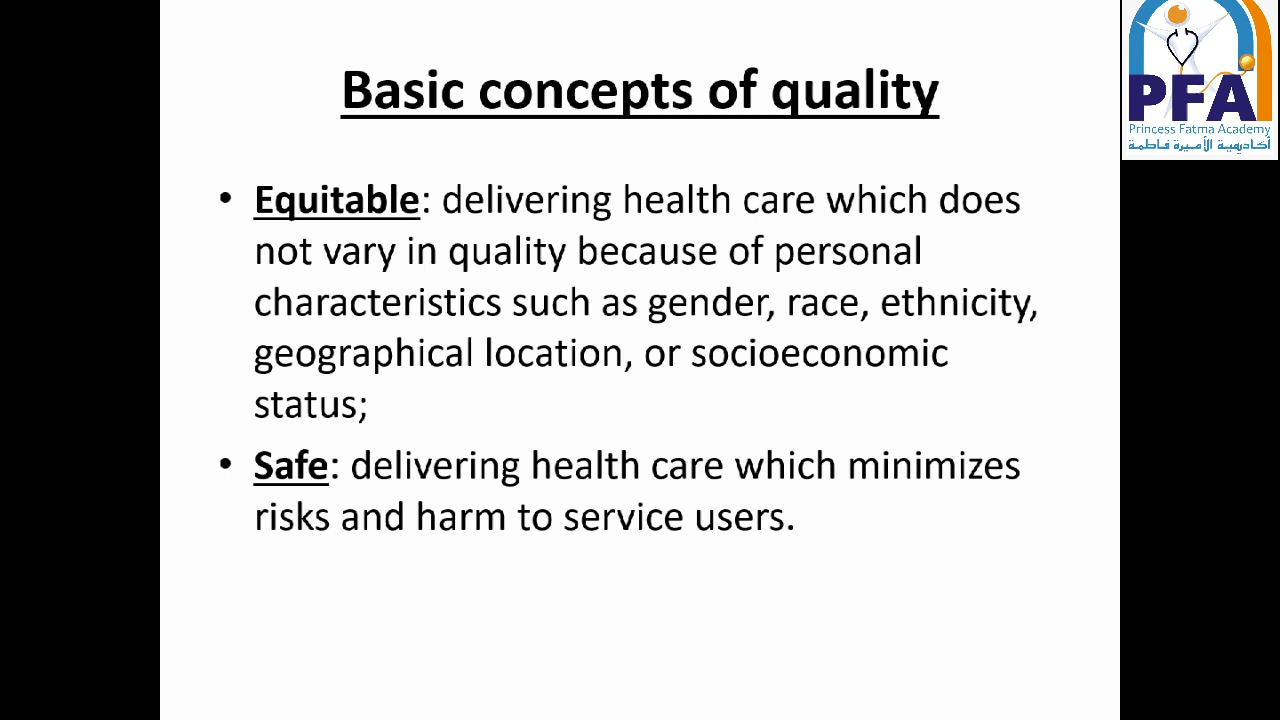 Basic concepts of quality
• Equitable: delivering health care which does
not vary in quality because of personal
characteristics such as gender, race, ethnicity,
geographical location, or socioeconomic
status;
• Safe: delivering health care which minimizes
risks and harm to service users.
PFA
Princess Fatma Academy
أكاديمية الأميرة فاطمة